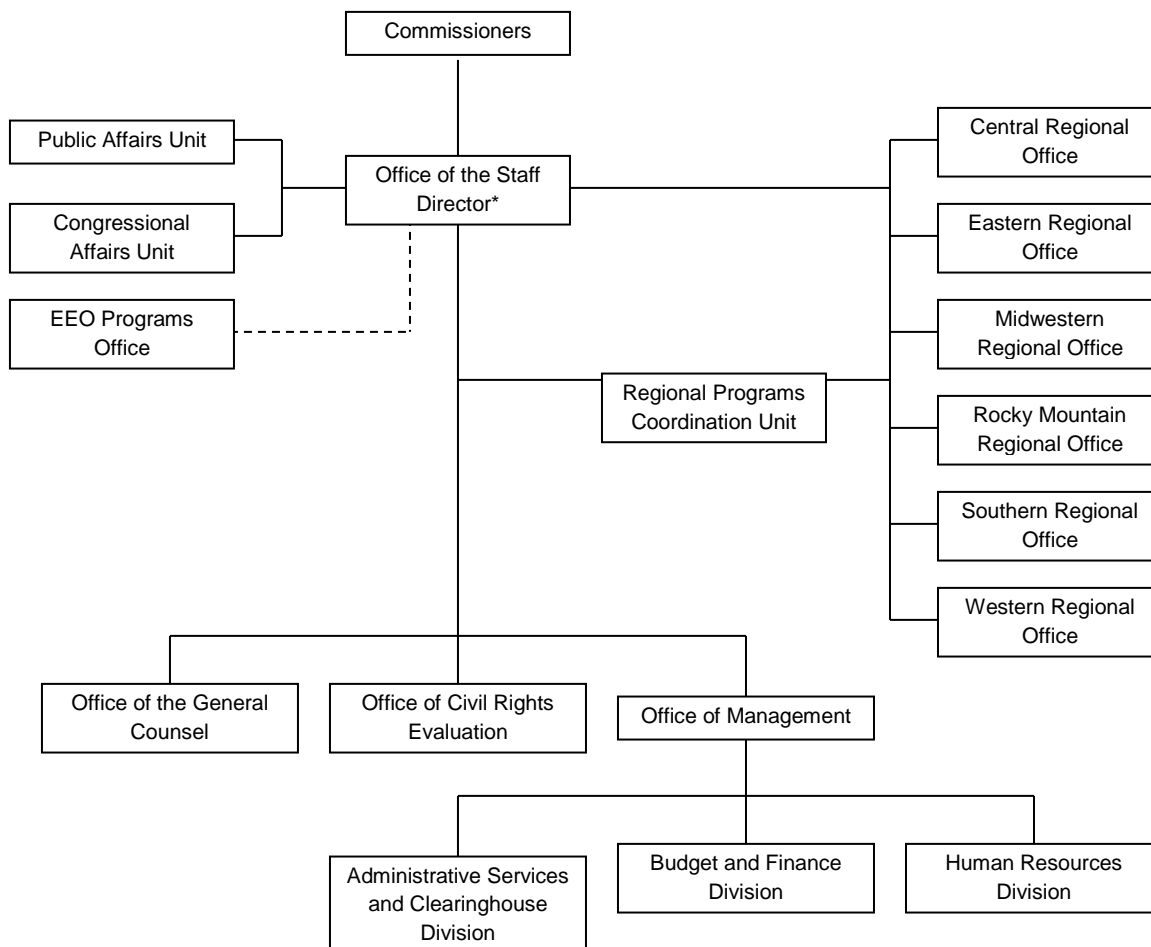 Commissioners
Public Affairs Unit
Central Regional
Office
Office of the Staff
Director*
Congressional
Affairs Unit
Eastern Regional
Office
EEO Programs
Office
Midwestern
Regional Office
Regional Programs
Coordination Unit
Rocky Mountain
Regional Office
Southern Regional
Office
Western Regional
Office
Office of the General
Counsel
Office of Civil Rights
Evaluation
Office of Management
Administrative Services
and Clearinghouse
Division
Budget and Finance
Division
Human Resources
Division